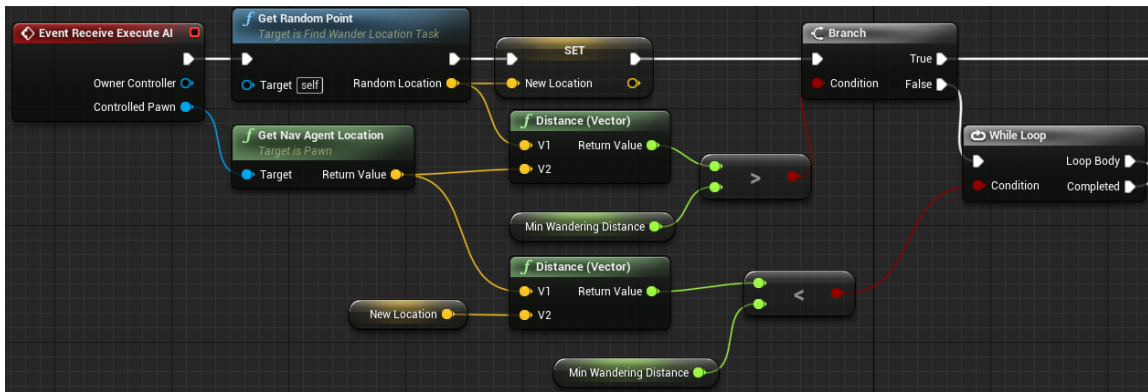 Event Receive Execute AI
Owner Controller
Controlled Pawn
f Get Random Point
Target is Find Wander Location Task
Target self
Random Location
SET
New Location
Branch
Condition
True
False
f Get Nav Agent Location
Target is Pawn
Target
Return Value
f Distance (Vector)
V1
Return Value
V2
>
Min Wandering Distance
While Loop
Loop Body
Condition
Completed
f Distance (Vector)
V1
Return Value
V2
<
New Location
Min Wandering Distance